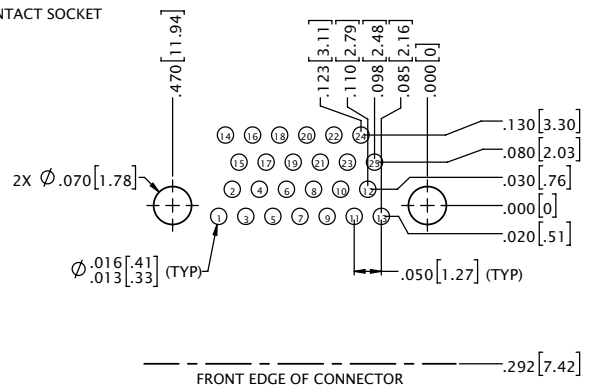 NTACT SOCKET
.470[11.94]
.123[3.11]
.110[2.79]
.098[2.48]
.085[2.16]
.000[0]
14 16 18 20 22 24
.130[3.30]
15 17 19 21 23 25
.080[2.03]
2X Ø.070[1.78]
2 4 6 8 10 12
.030[.76]
.000[0]
1 3 5 7 9 11 13
.020[.51]
Ø.016[.41]
.013[.33] (TYP)
.050[1.27] (TYP)
.292[7.42]
FRONT EDGE OF CONNECTOR